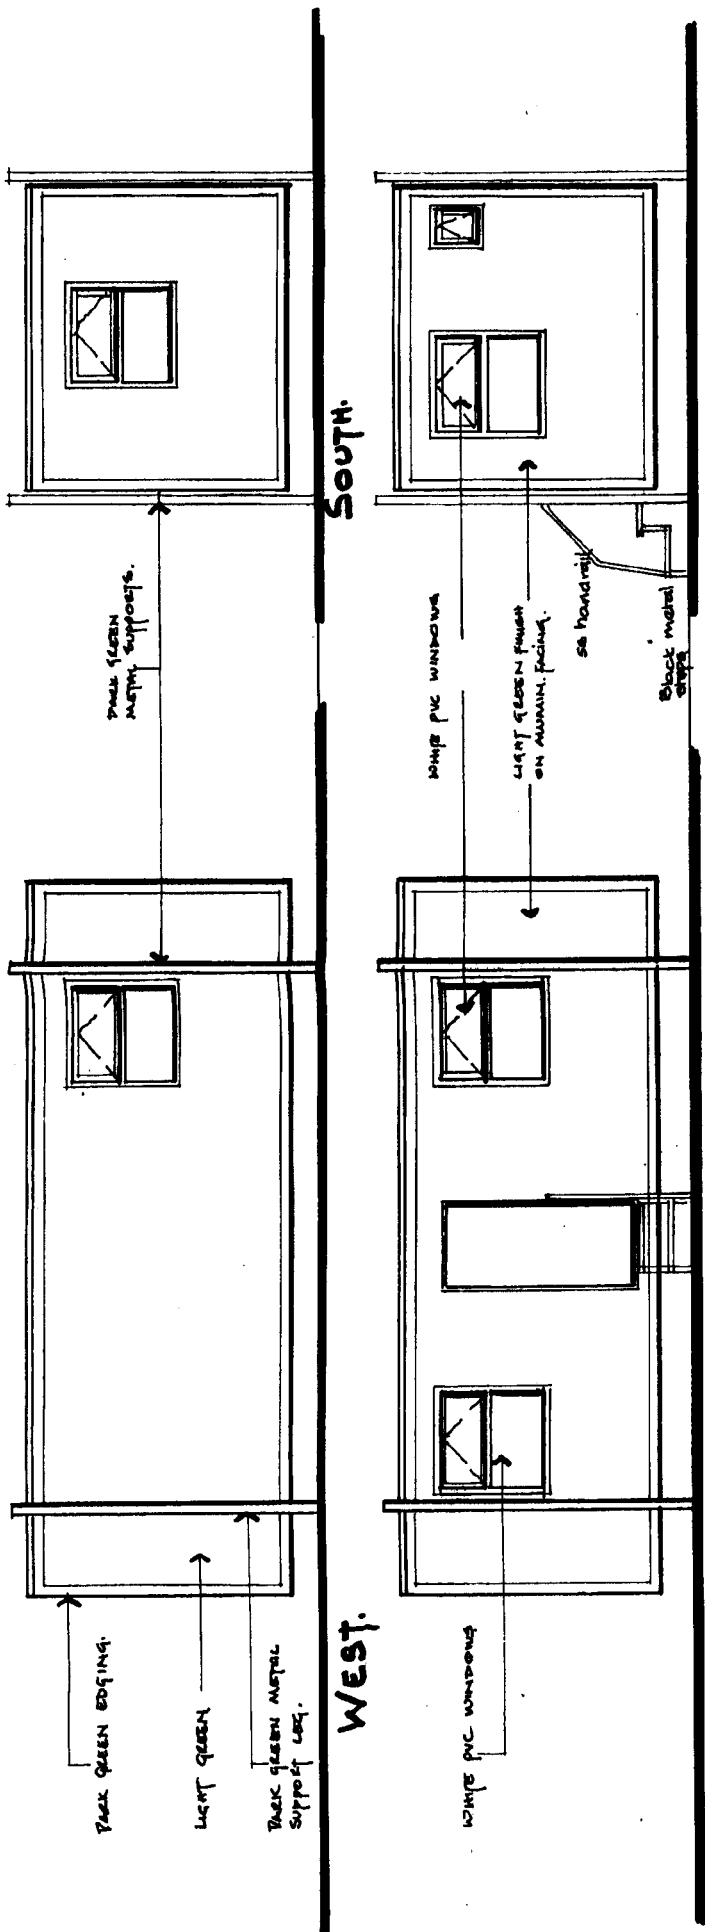 DARK GREEN EDGING.
LIGHT GREEN
DARK GREEN METAL
SUPPORT LEG.
DARK GREEN
METAL SUPPORTS.
WEST.
SOUTH.
WHITE PVC WINDOWS
WHITE PVC WINDOWS
LIGHT GREEN FINISH
ON ALUMIN. FACING.
ss handrail
Black metal
steps